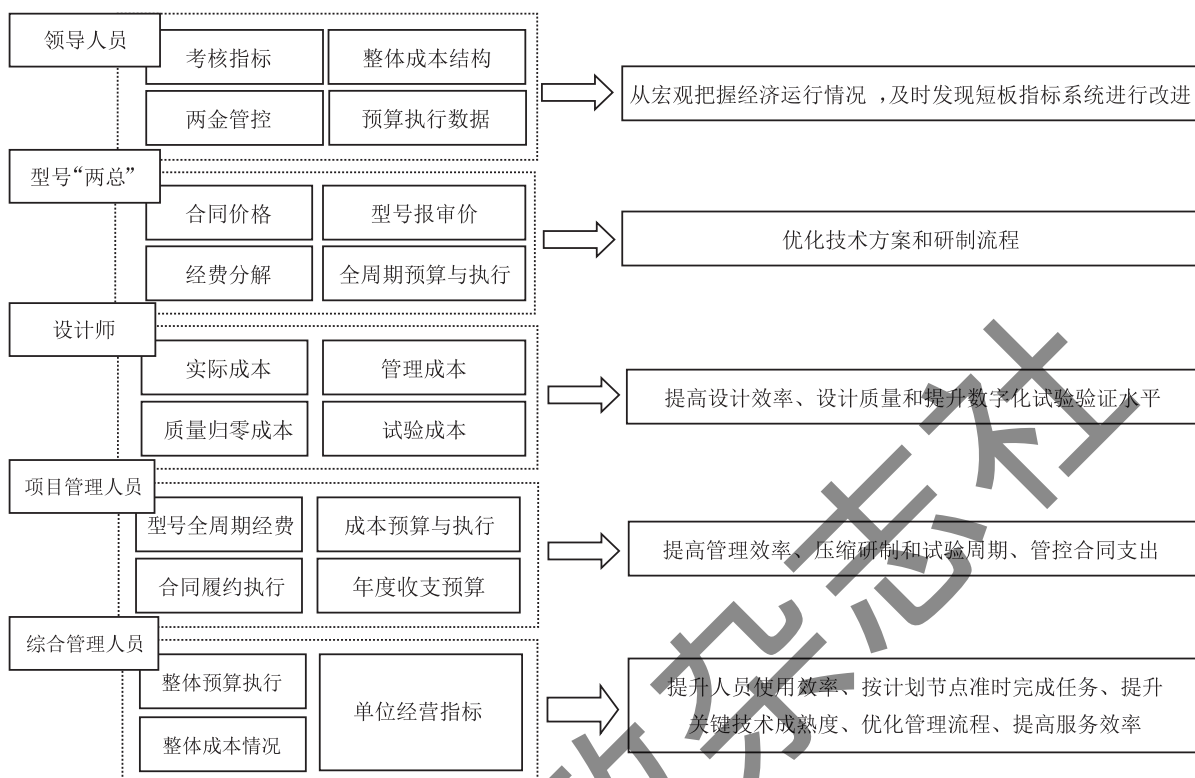 领导人员
考核指标
整体成本结构
两金管控
预算执行数据
从宏观把握经济运行情况，及时发现短板指标系统进行改进
型号“两总”
合同价格
型号报审价
经费分解
全周期预算与执行
优化技术方案和研制流程
设计师
实际成本
管理成本
质量归零成本
试验成本
提高设计效率、设计质量和提升数字化试验验证水平
项目管理人员
型号全周期经费
成本预算与执行
合同履约执行
年度收支预算
提高管理效率、压缩研制和试验周期、管控合同支出
综合管理人员
整体预算执行
单位经营指标
整体成本情况
提升人员使用效率、按计划节点准时完成任务、提升
关键技术成熟度、优化管理流程、提高服务效率
杂志社